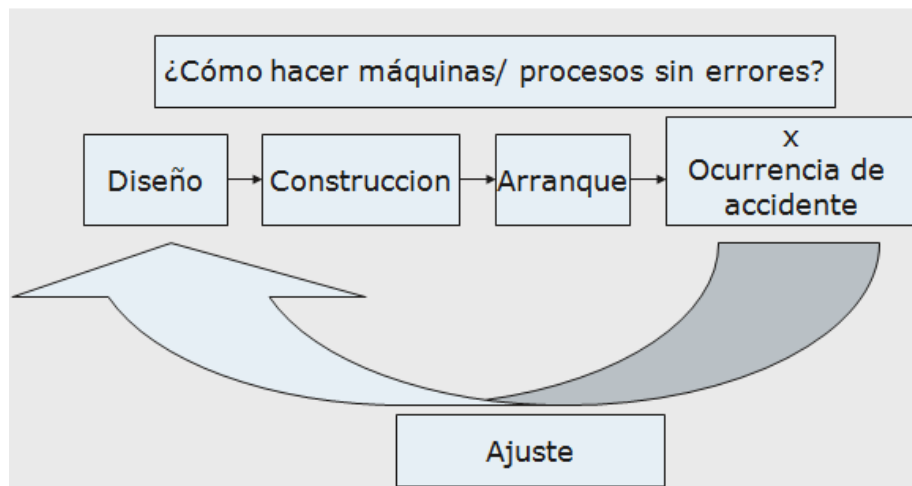 ¿Cómo hacer máquinas/ procesos sin errores?
Diseño
Construccion
Arranque
x
Ocurrencia de
accidente
Ajuste